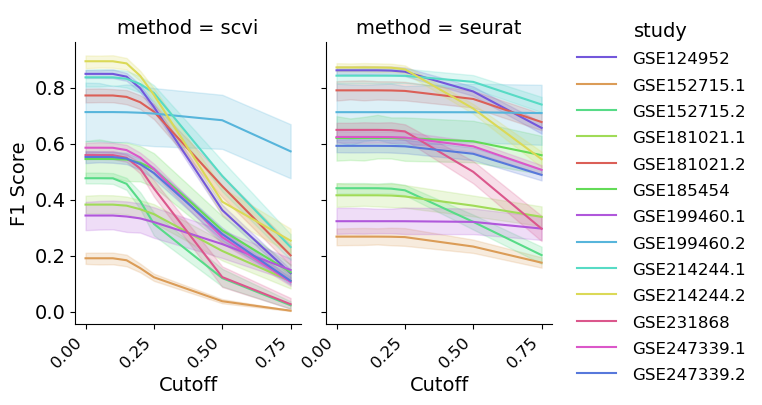 method = scvi
method = seurat
study
GSE124952
GSE152715.1
GSE152715.2
GSE181021.1
GSE181021.2
GSE185454
GSE199460.1
GSE199460.2
GSE214244.1
GSE214244.2
GSE231868
GSE247339.1
GSE247339.2
F1 Score
0.8
0.6
0.4
0.2
0.0
0.00
0.25
0.50
0.75
0.00
0.25
0.50
0.75
Cutoff
Cutoff